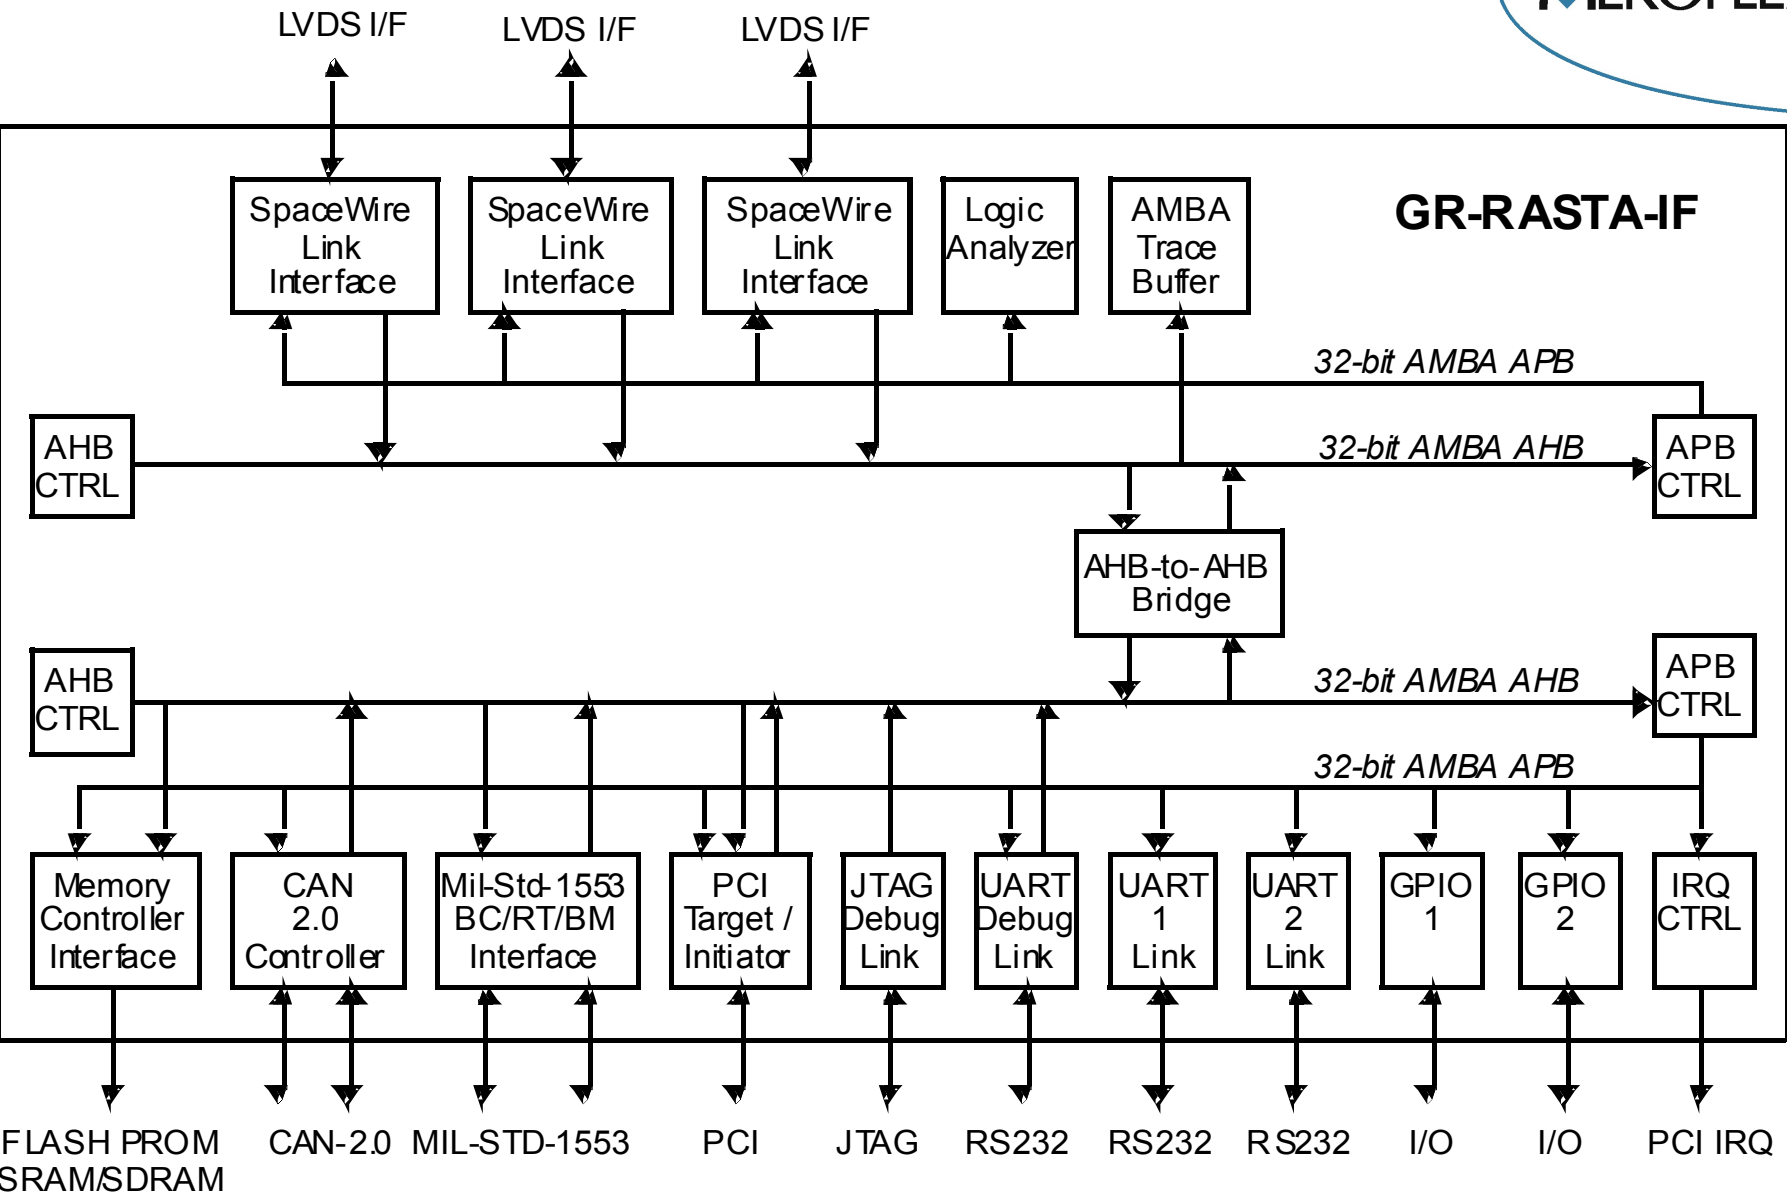 LVDS I/F
LVDS I/F
LVDS I/F
GR-RASTA-IF
SpaceWire
Link
Interface
SpaceWire
Link
Interface
SpaceWire
Link
Interface
Logic
Analyzer
AMBA
Trace
Buffer
32-bit AMBA APB
AHB
CTRL
32-bit AMBA AHB
APB
CTRL
AHB-to-AHB
Bridge
AHB
CTRL
32-bit AMBA AHB
APB
CTRL
32-bit AMBA APB
Memory
Controller
Interface
CAN
2.0
Controller
Mil-Std-1553
BC/RT/BM
Interface
PCI
Target /
Initiator
JTAG
Debug
Link
UART
Debug
Link
UART
1
Link
UART
2
Link
GPIO
1
GPIO
2
IRQ
CTRL
FLASH PROM
SRAM/SDRAM
CAN-2.0
MIL-STD-1553
PCI
JTAG
RS232
RS232
RS232
I/O
I/O
PCI IRQ